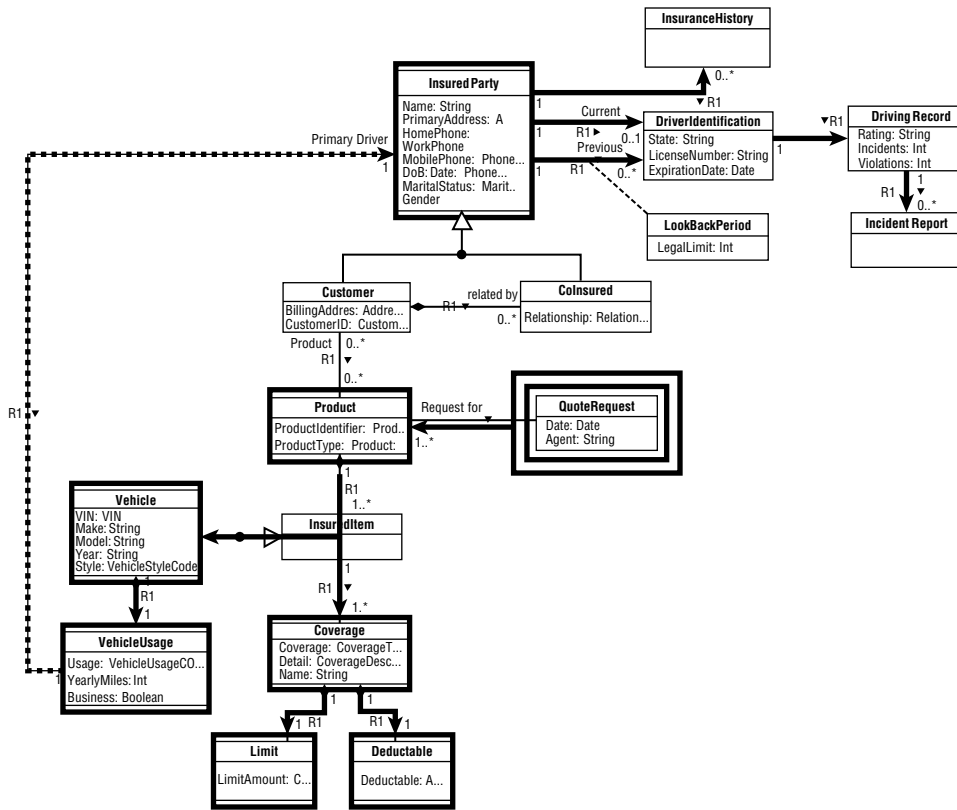 InsuranceHistory
0..*
R1
InsuredParty
Name: String
PrimaryAddress: A
HomePhone:
WorkPhone
MobilePhone: Phone...
DoB: Date: Phone...
MaritalStatus: Marit..
Gender
1
Current
1
R1
0..1
Previous
1
R1
0..*
DriverIdentification
State: String
LicenseNumber: String
ExpirationDate: Date
1
R1
Driving Record
Rating: String
Incidents: Int
Violations: Int
1
R1
0..*
Incident Report
LookBackPeriod
LegalLimit: Int
Primary Driver
1
Customer
BillingAddres: Addre...
CustomerID: Custom...
R1
related by
0..*
CoInsured
Relationship: Relation...
Product
0..*
R1
0..*
Product
ProductIdentifier: Prod..
ProductType: Product:
Request for
1..*
QuoteRequest
Date: Date
Agent: String
R1
1
R1
1..*
InsuredItem
Vehicle
VIN: VIN
Make: String
Model: String
Year: String
Style: VehicleStyleCode
1
R1
1
1
R1
1..*
VehicleUsage
Usage: VehicleUsageCO...
YearlyMiles: Int
Business: Boolean
1
Coverage
Coverage: CoverageT...
Detail: CoverageDesc...
Name: String
1
R1
1
1
R1
1
Limit
LimitAmount: C...
Deductable
Deductable: A...